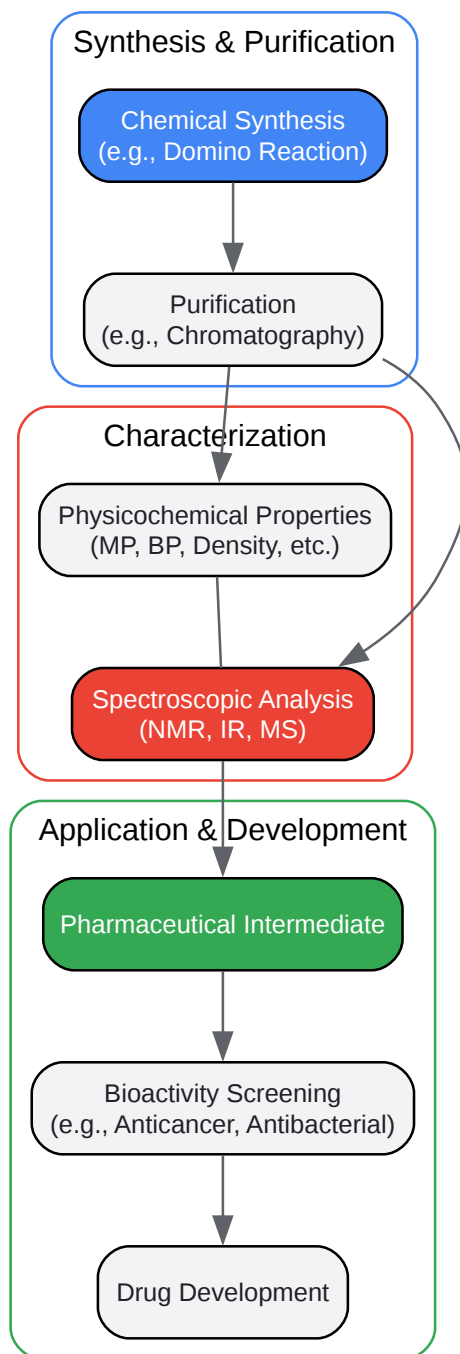 Synthesis & Purification
Chemical Synthesis
(e.g., Domino Reaction)
Purification
(e.g., Chromatography)
Characterization
Physicochemical Properties
(MP, BP, Density, etc.)
Spectroscopic Analysis
(NMR, IR, MS)
Application & Development
Pharmaceutical Intermediate
Bioactivity Screening
(e.g., Anticancer, Antibacterial)
Drug Development